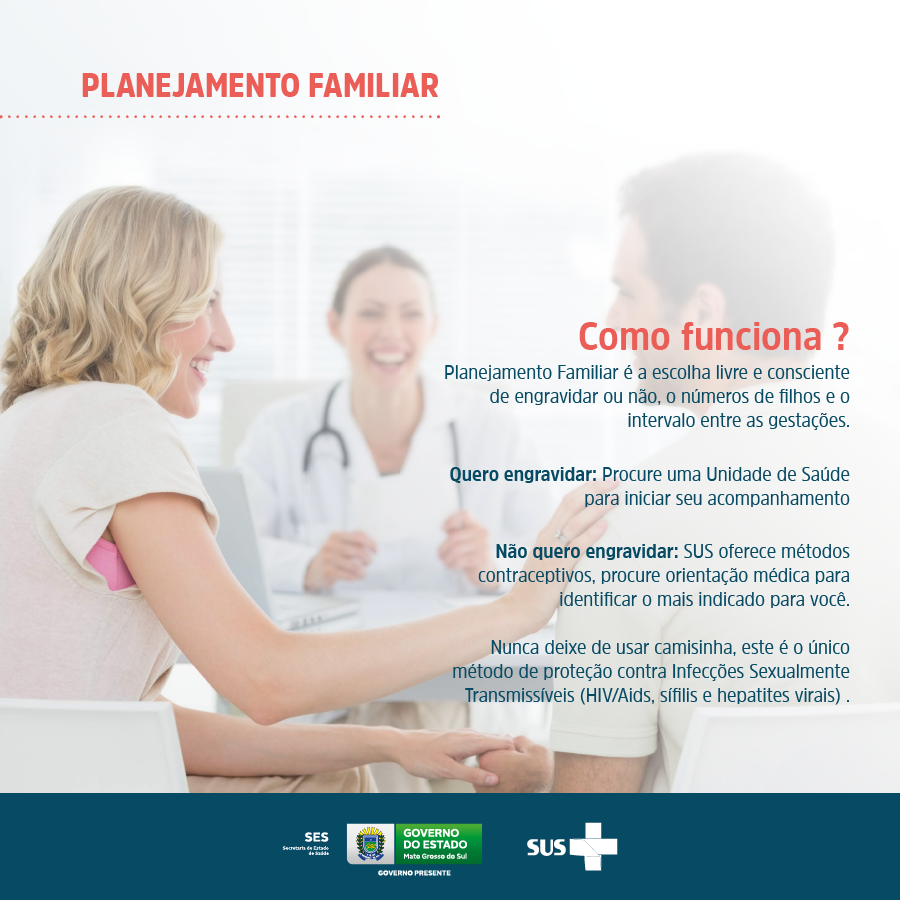 PLANEJAMENTO FAMILIAR
Como funciona ?
Planejamento Familiar é a escolha livre e consciente
de engravidar ou não, o números de filhos e o
intervalo entre as gestações.
Quero engravidar: Procure uma Unidade de Saúde
para iniciar seu acompanhamento
Não quero engravidar: SUS oferece métodos
contraceptivos, procure orientação médica para
identificar o mais indicado para você.
Nunca deixe de usar camisinha, este é o único
método de proteção contra Infecções Sexualmente
Transmissíveis (HIV/Aids, sífilis e hepatites virais) .
SES
Secretaria de Estado
de Saúde
GOVERNO
DO ESTADO
Mato Grosso do Sul
GOVERNO PRESENTE
SUS